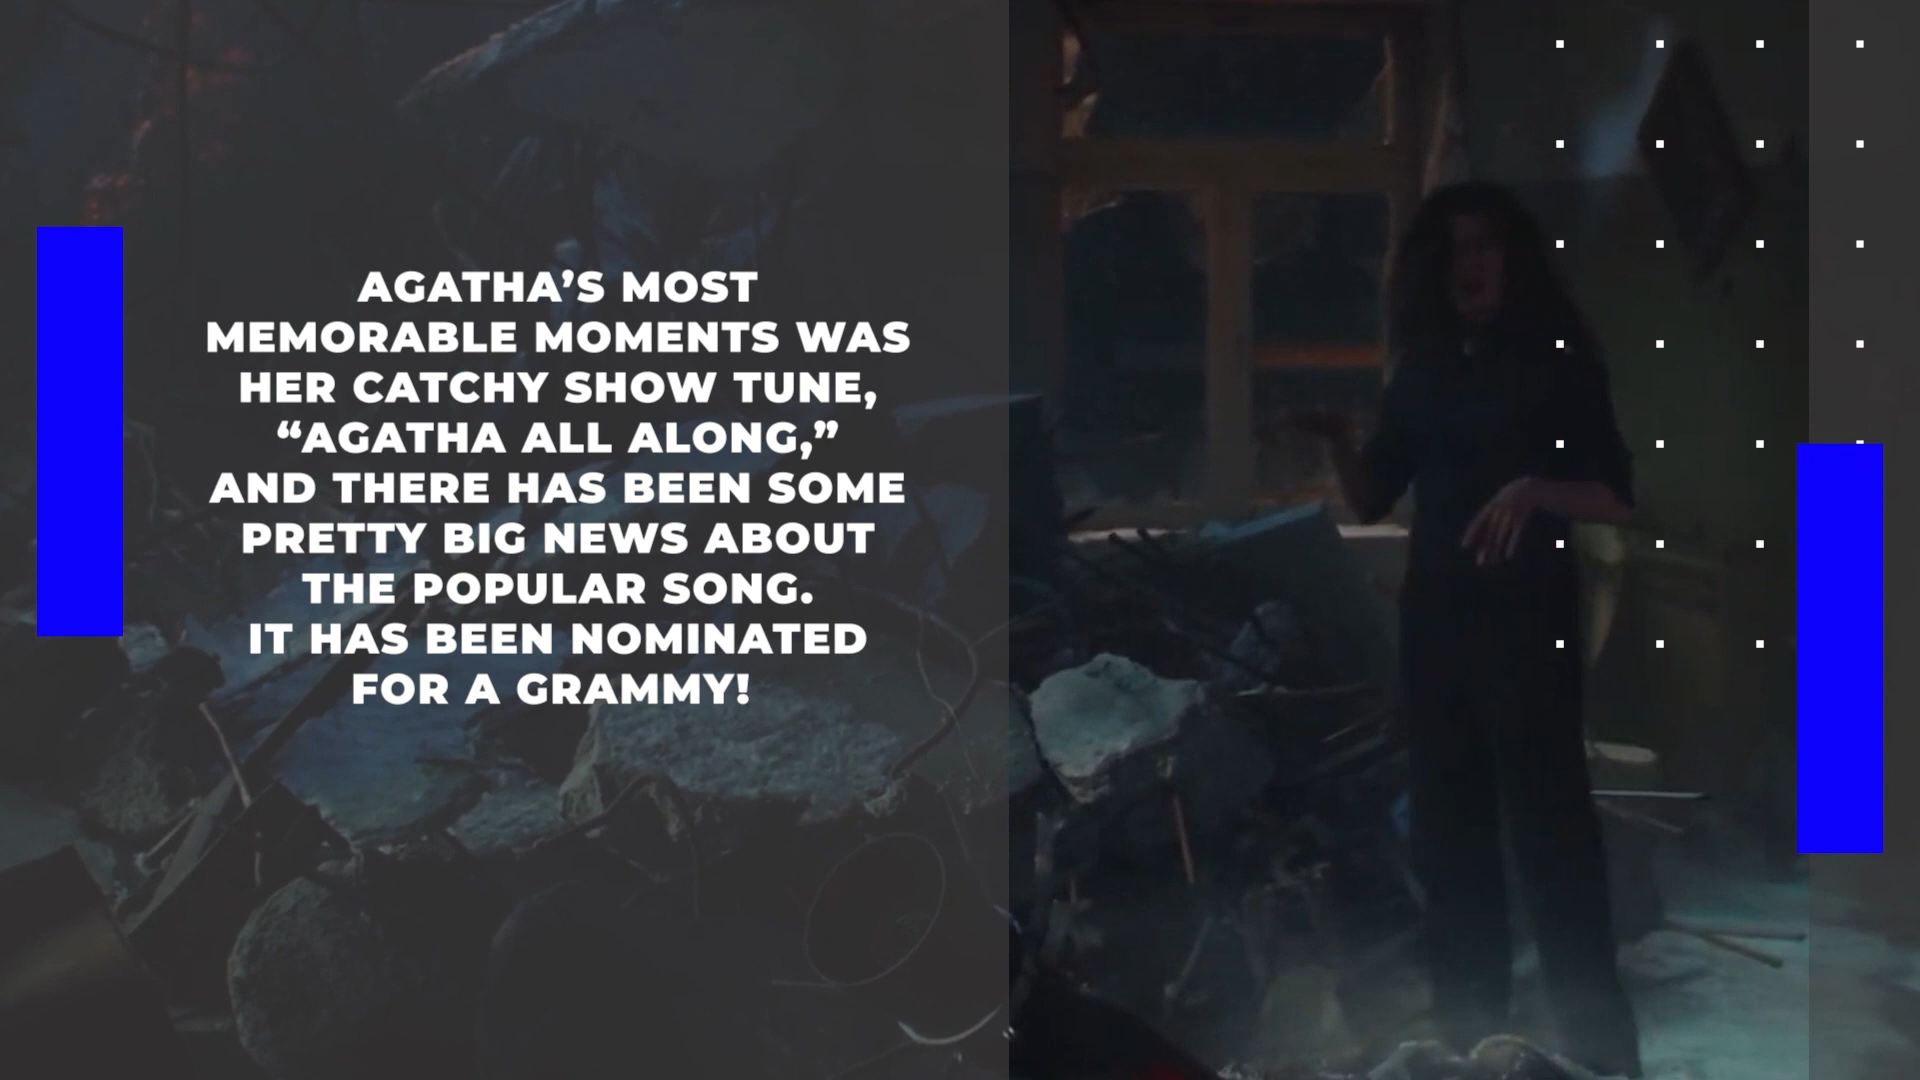 AGATHA’S MOST
MEMORABLE MOMENTS WAS
HER CATCHY SHOW TUNE,
“AGATHA ALL ALONG,”
AND THERE HAS BEEN SOME
PRETTY BIG NEWS ABOUT
THE POPULAR SONG.
IT HAS BEEN NOMINATED
FOR A GRAMMY!